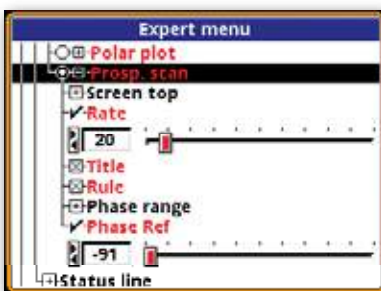 Expert menu
Polar plot
Prosp. scan
Screen top
Rate
20
Title
Rule
Phase range
Phase Ref
-91
Status line